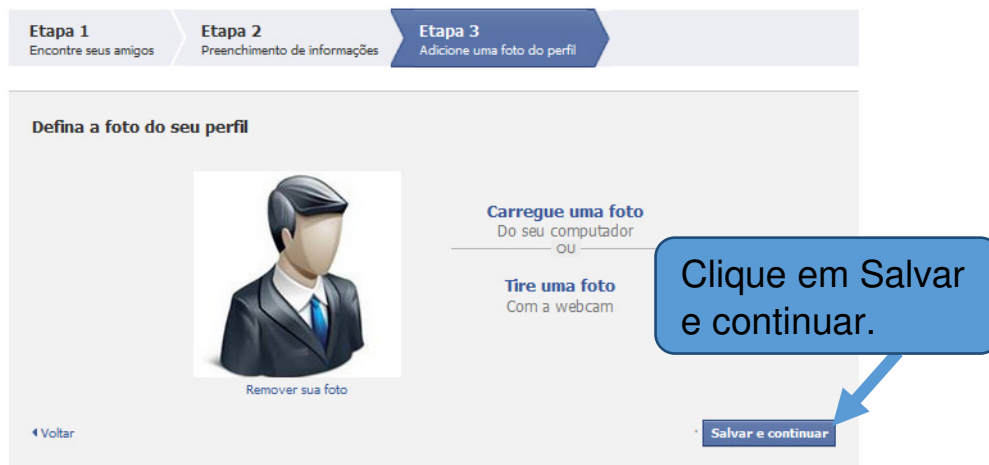 Etapa 1
Encontre seus amigos
Etapa 2
Preenchimento de informações
Etapa 3
Adicione uma foto do perfil
Defina a foto do seu perfil
Carregue uma foto
Do seu computador
OU
Tire uma foto
Com a webcam
Clique em Salvar
e continuar.
Remover sua foto
Voltar
Salvar e continuar